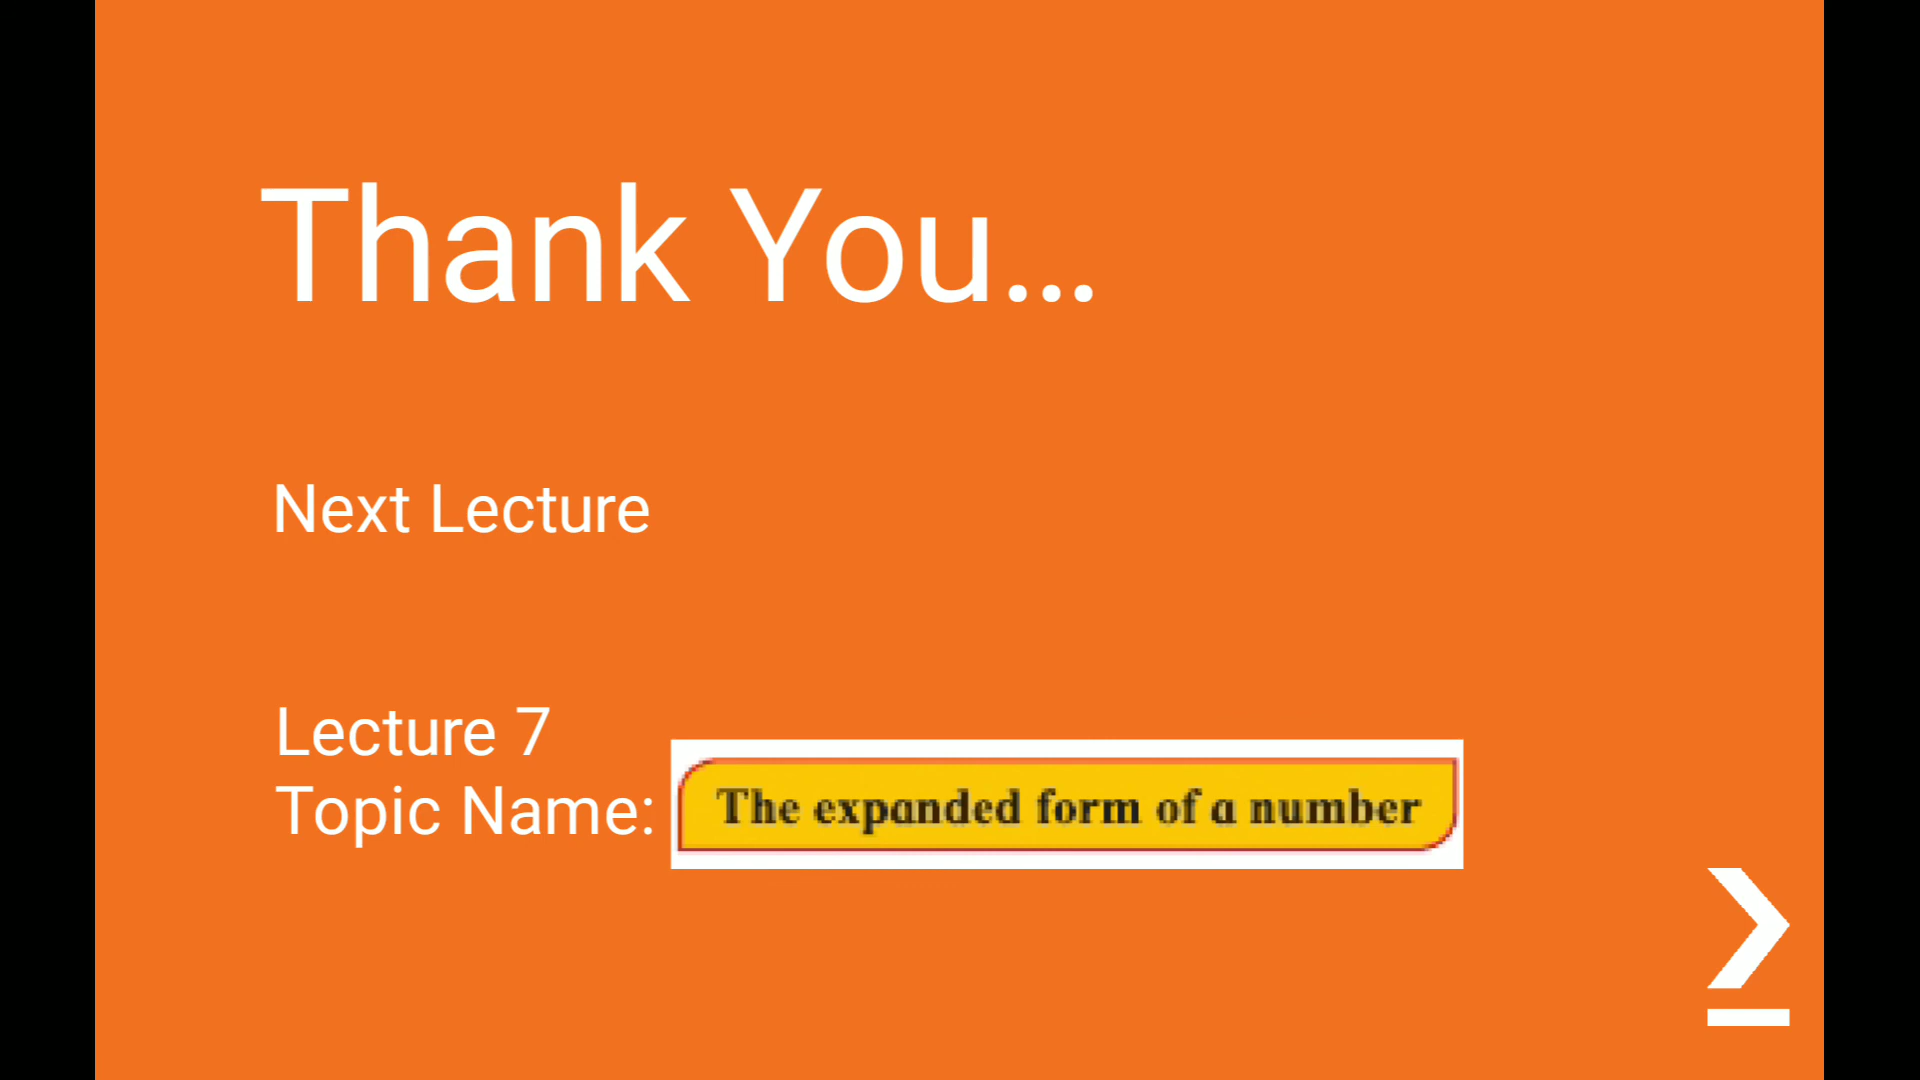 Thank You...
Next Lecture
Lecture 7
Topic Name: The expanded form of a number